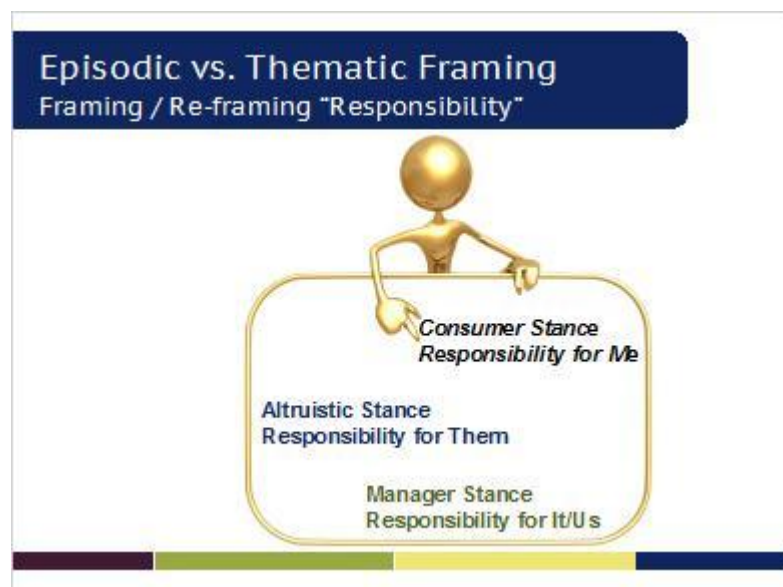 Episodic vs. Thematic Framing
Framing / Re-framing "Responsibility"
Consumer Stance
Responsibility for Me
Altruistic Stance
Responsibility for Them
Manager Stance
Responsibility for It/Us